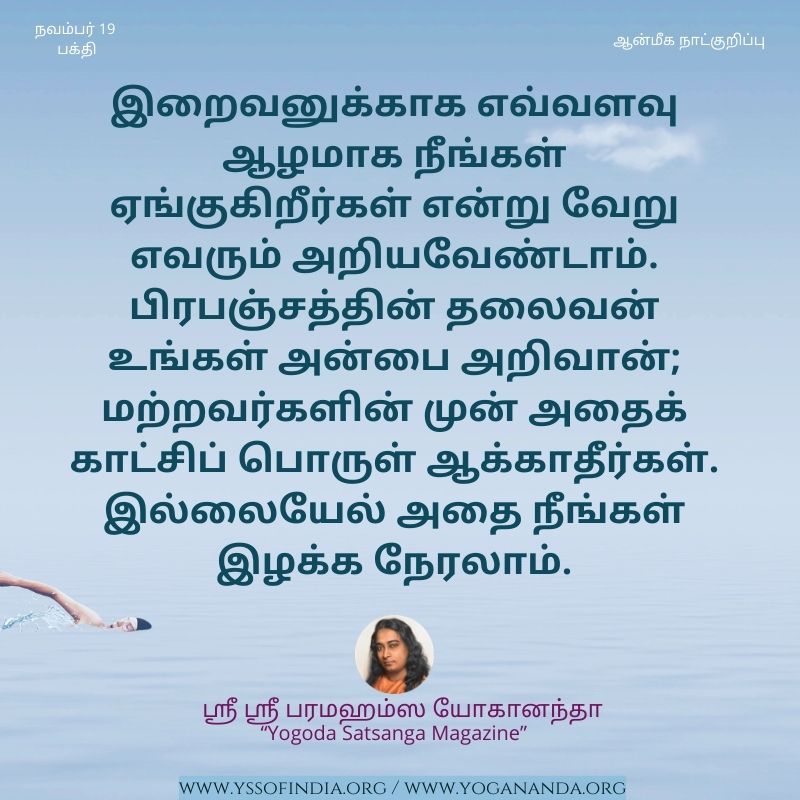 நவம்பர் 19
பக்தி
ஆன்மீக நாட்குறிப்பு
இறைவனுக்காக எவ்வளவு
ஆழமாக நீங்கள்
ஏங்குகிறீர்கள் என்று வேறு
எவரும் அறியவேண்டாம்.
பிரபஞ்சத்தின் தலைவன்
உங்கள் அன்பை அறிவான்;
மற்றவர்களின் முன் அதைக்
காட்சிப் பொருள் ஆக்காதீர்கள்.
இல்லையேல் அதை நீங்கள்
இழக்க நேரலாம்.
ஸ்ரீ ஸ்ரீ பரமஹம்ஸ யோகானந்தா
“Yogoda Satsanga Magazine”
WWW.YSSOFINDIA.ORG / WWW.YOGANANDA.ORG